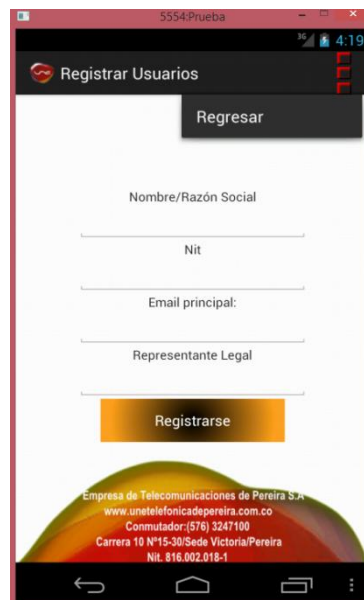 5554:Prueba
3G 4:19
Registrar Usuarios
Regresar
Nombre/Razón Social
Nit
Email principal:
Representante Legal
Registrarse
Empresa de Telecomunicaciones de Pereira S.A
www.unetelefonicadepereira.com.co
Conmutador:(576) 3247100
Carrera 10 N°15-30/Sede Victoria/Pereira
Nit. 816.002.018-1